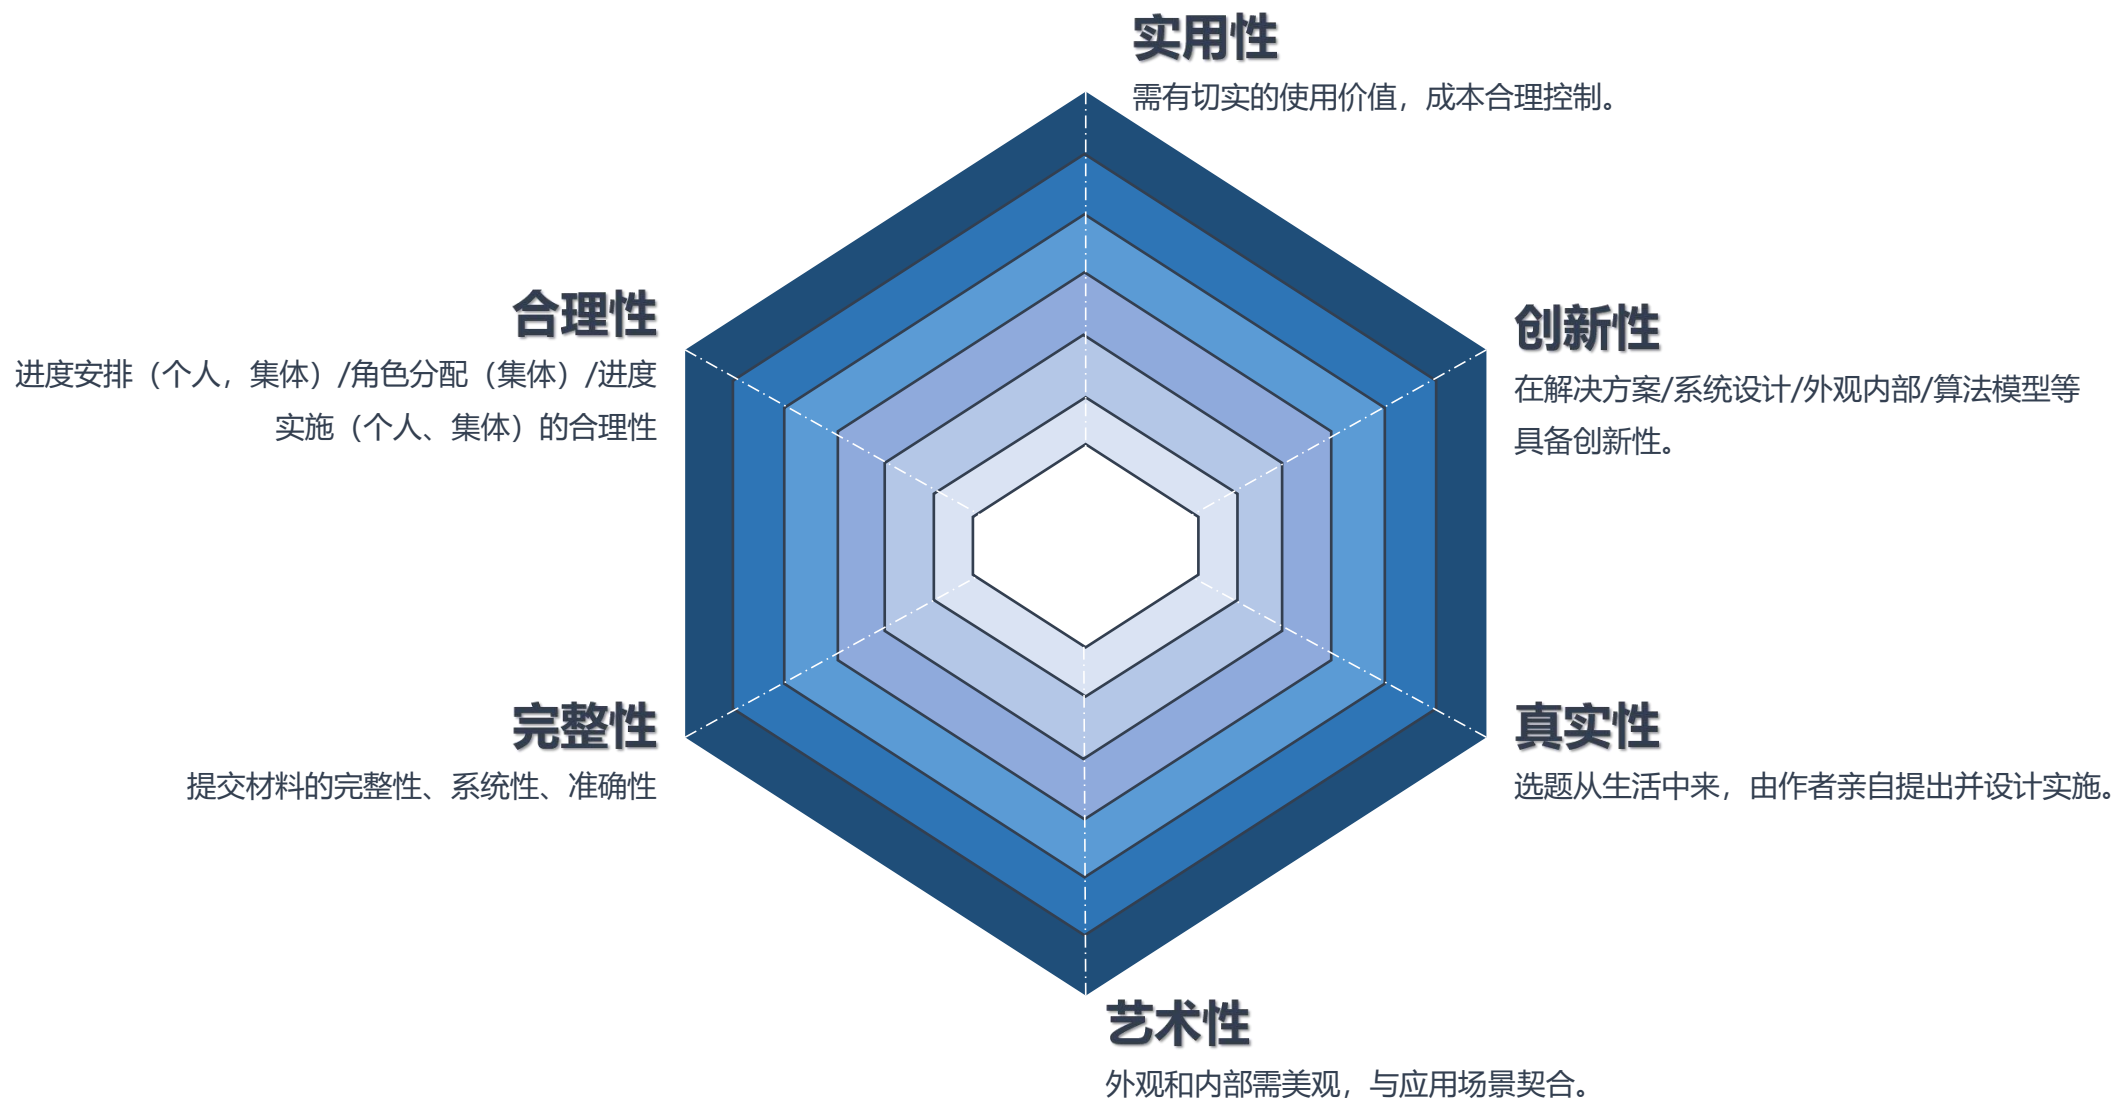 实用性
需有切实的使用价值，成本合理控制。
合理性
进度安排（个人，集体）/角色分配（集体）/进度
实施（个人、集体）的合理性
创新性
在解决方案/系统设计/外观内部/算法模型等
具备创新性。
完整性
提交材料的完整性、系统性、准确性
真实性
选题从生活中来，由作者亲自提出并设计实施。
艺术性
外观和内部需美观，与应用场景契合。